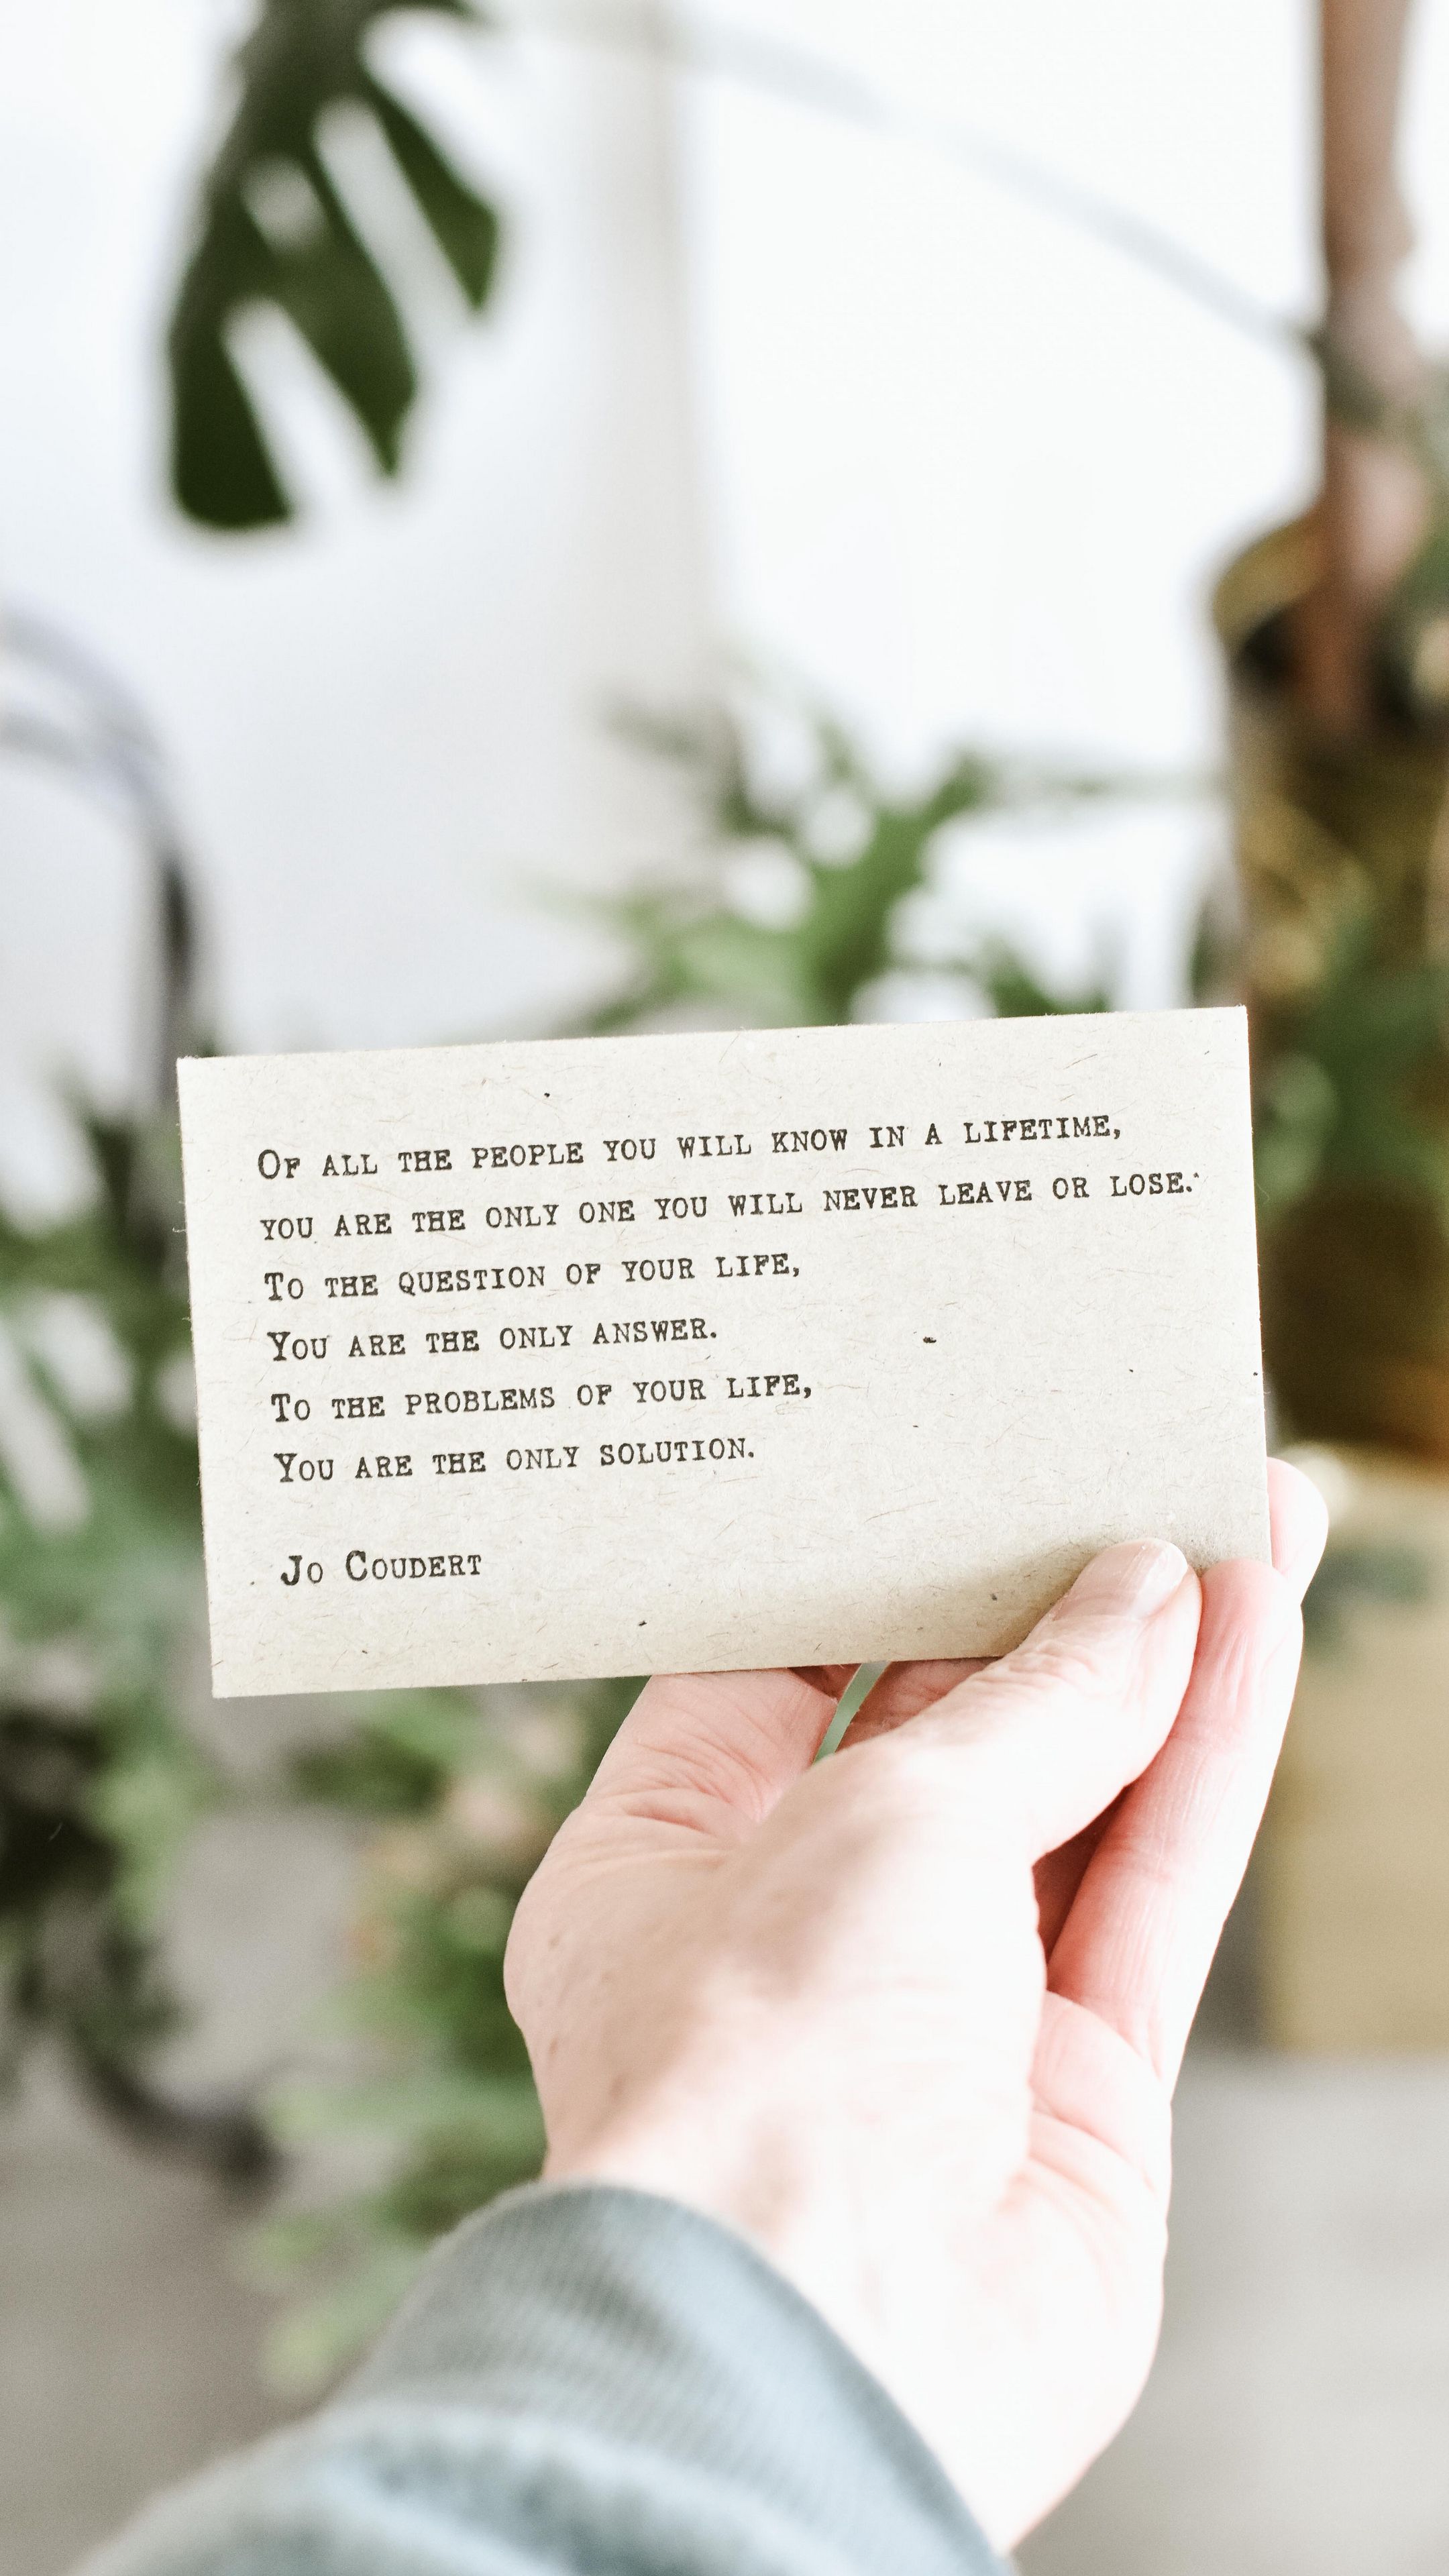 Of all the people you will know in a lifetime,
you are the only one you will never leave or lose.
To the question of your life,
You are the only answer.
To the problems of your life,
You are the only solution.
Jo Coudert